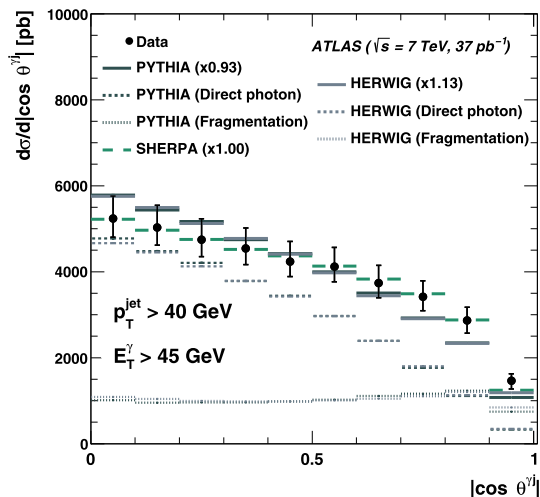 dσ/d|cos θ^γj| [pb]
10000
8000
6000
4000
2000
0
Data
PYTHIA (x0.93)
PYTHIA (Direct photon)
PYTHIA (Fragmentation)
SHERPA (x1.00)
ATLAS (√s = 7 TeV, 37 pb⁻¹)
HERWIG (x1.13)
HERWIG (Direct photon)
HERWIG (Fragmentation)
p_T^jet > 40 GeV
E_T^γ > 45 GeV
0 0.5 1
|cos θ^γj|